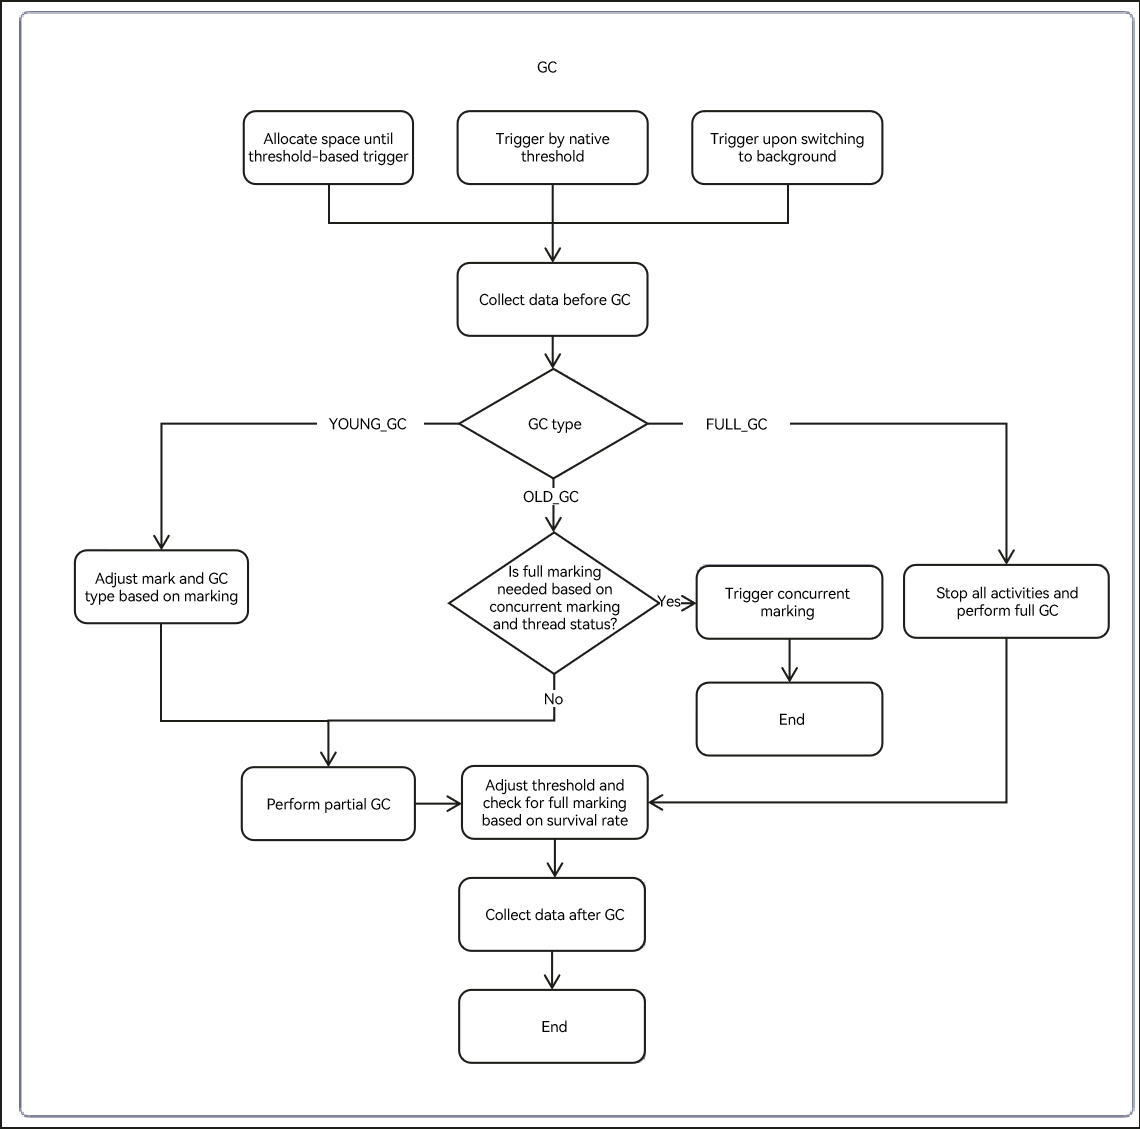 GC
Allocate space until
threshold-based trigger
Trigger by native
threshold
Trigger upon switching
to background
Collect data before GC
GC type
YOUNG_GC
FULL_GC
OLD_GC
Adjust mark and GC
type based on marking
Is full marking
needed based on
concurrent marking
and thread status?
Yes
Trigger concurrent
marking
Stop all activities and
perform full GC
No
End
Perform partial GC
Adjust threshold and
check for full marking
based on survival rate
Collect data after GC
End